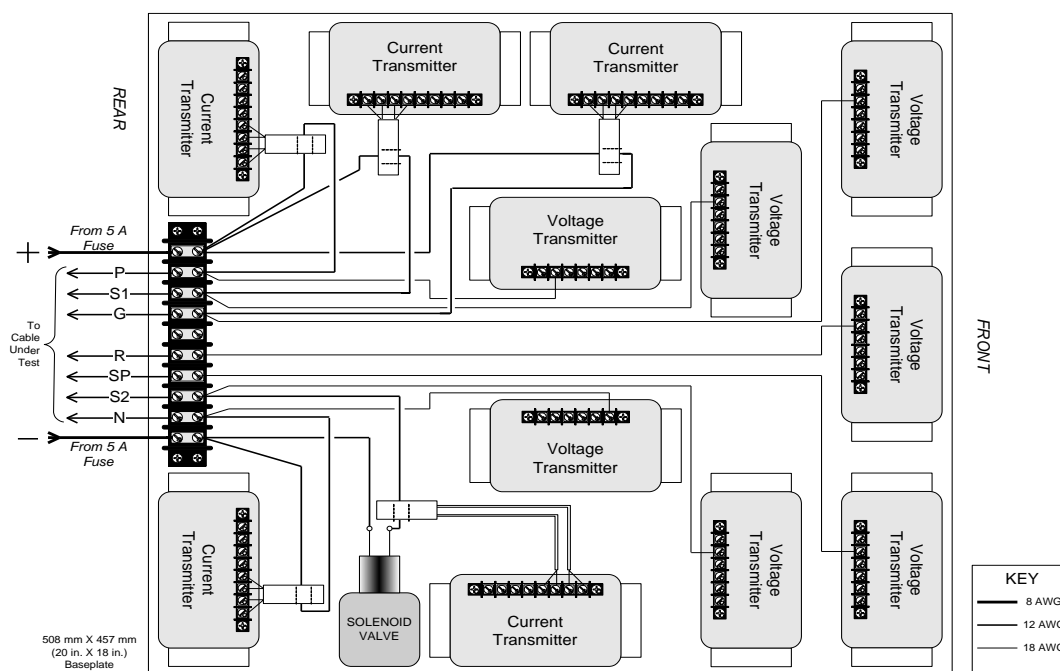 REAR
Current
Transmitter
Current
Transmitter
Current
Transmitter
Voltage
Transmitter
Voltage
Transmitter
Voltage
Transmitter
From 5 A
Fuse
+
P
S1
G
To
Cable
Under
Test
R
SP
S2
N
−
From 5 A
Fuse
Voltage
Transmitter
FRONT
Voltage
Transmitter
Current
Transmitter
SOLENOID
VALVE
Current
Transmitter
Voltage
Transmitter
Voltage
Transmitter
508 mm X 457 mm
(20 in. X 18 in.)
Baseplate
KEY
8 AWG
12 AWG
18 AWG